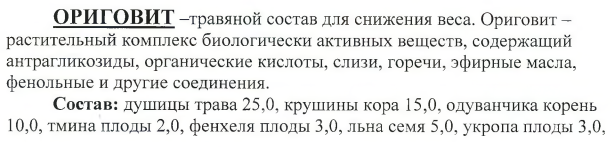 ОРИГОВИТ –травяной состав для снижения веса. Ориговит –
растительный комплекс биологически активных веществ, содержащий
антрагликозиды, органические кислоты, слизи, горечи, эфирные масла,
фенольные и другие соединения.
Состав: душицы трава 25,0, крушины кора 15,0, одуванчика корень
10,0, тмина плоды 2,0, фенхеля плоды 3,0, льна семя 5,0, укропа плоды 3,0,